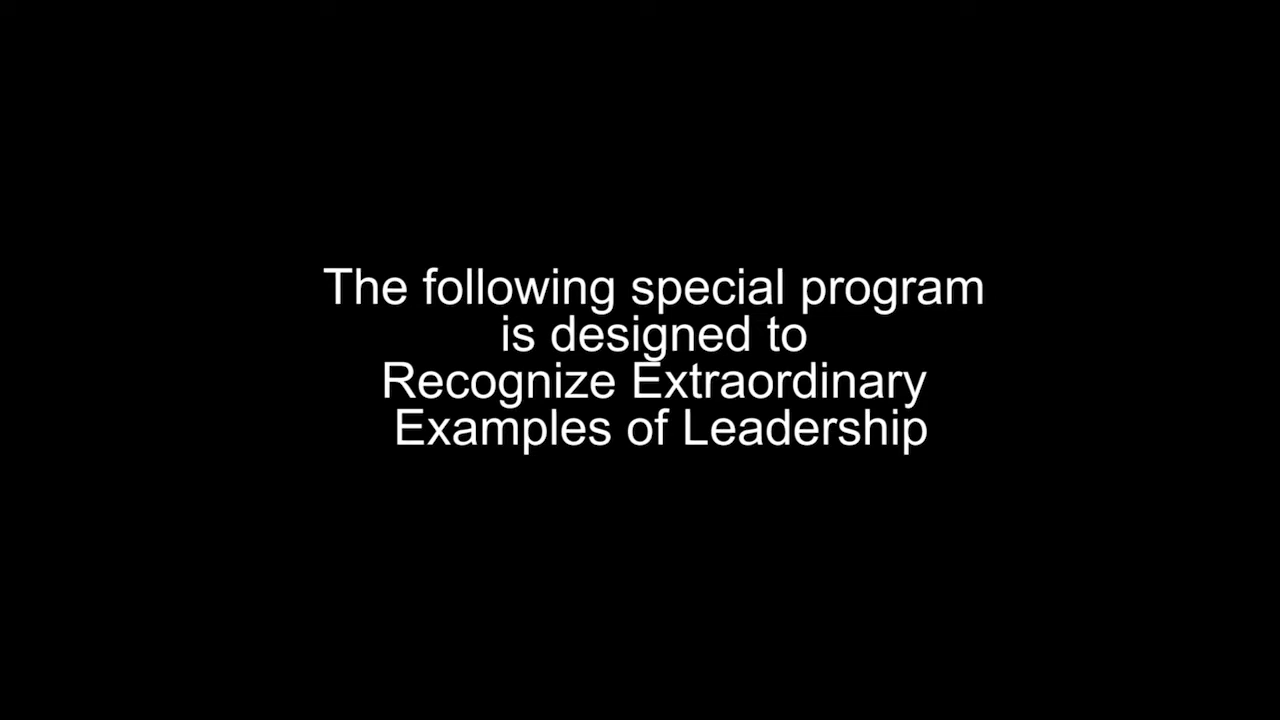 The following special program
is designed to
Recognize Extraordinary
Examples of Leadership